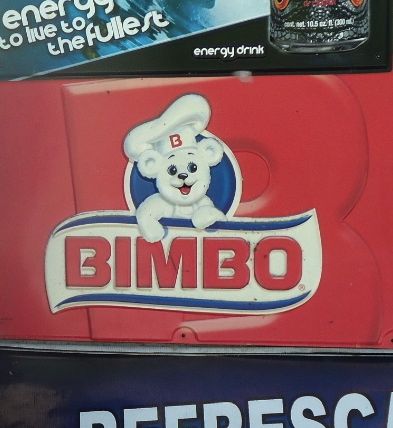 energy
to live to
the fullest
energy drink
cont. net. 10.5 oz. fl. (300 ml)
B
BIMBO®